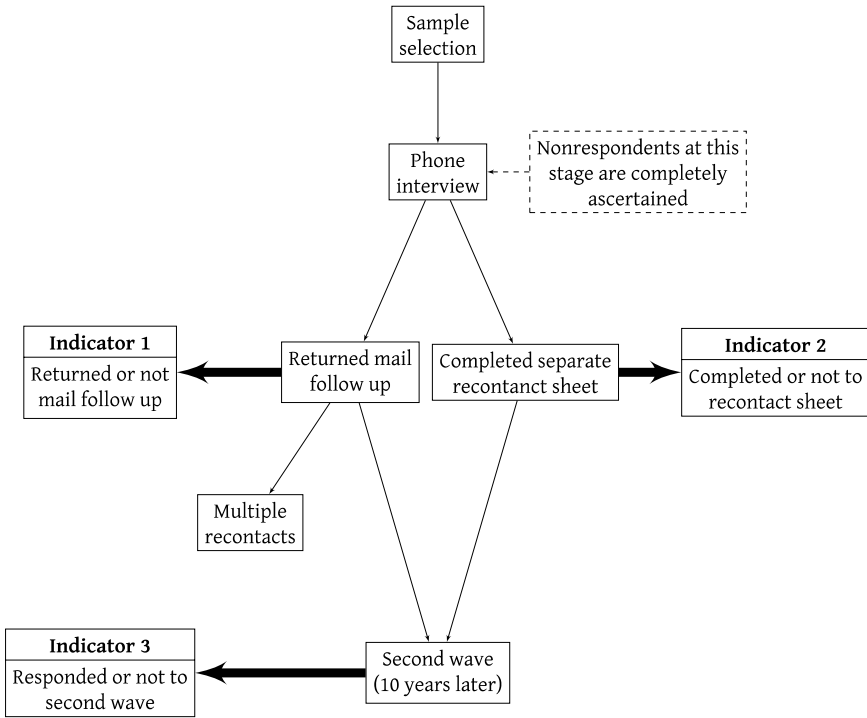 Sample
selection
Phone
interview
Nonrespondents at this
stage are completely
ascertained
Indicator 1
Returned or not
mail follow up
Returned mail
follow up
Completed separate
recontanct sheet
Indicator 2
Completed or not to
recontact sheet
Multiple
recontacts
Indicator 3
Responded or not to
second wave
Second wave
(10 years later)